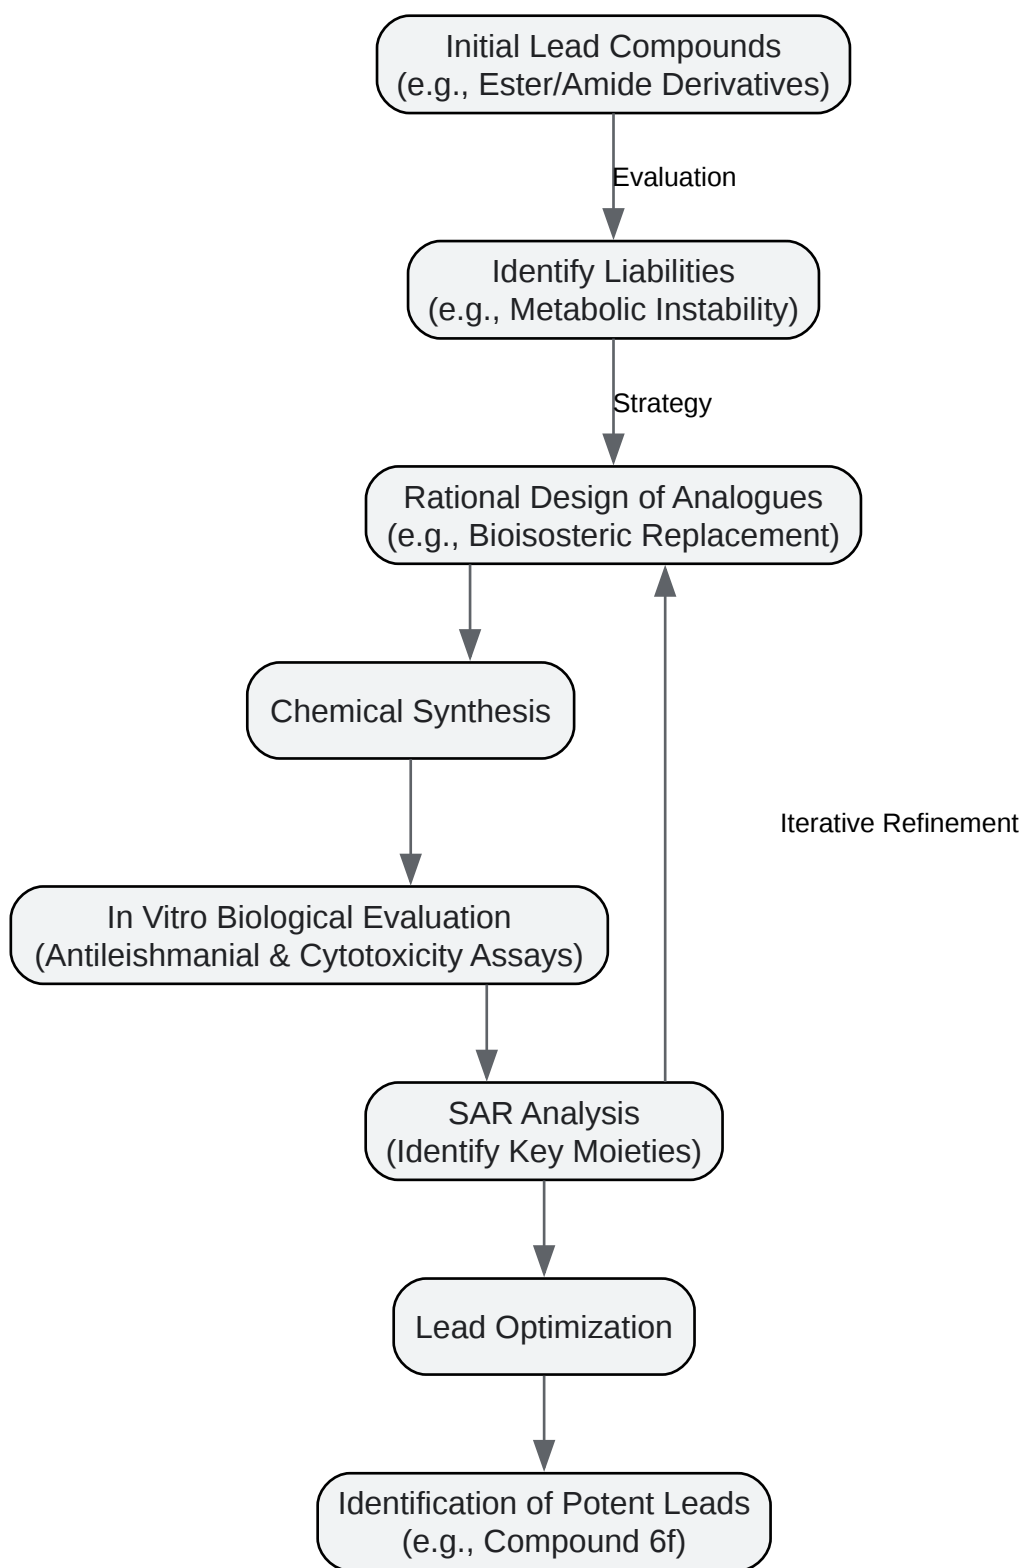 Initial Lead Compounds
(e.g., Ester/Amide Derivatives)
Evaluation
Identify Liabilities
(e.g., Metabolic Instability)
Strategy
Rational Design of Analogues
(e.g., Bioisosteric Replacement)
Chemical Synthesis
Iterative Refinement
In Vitro Biological Evaluation
(Antileishmanial & Cytotoxicity Assays)
SAR Analysis
(Identify Key Moieties)
Lead Optimization
Identification of Potent Leads
(e.g., Compound 6f)